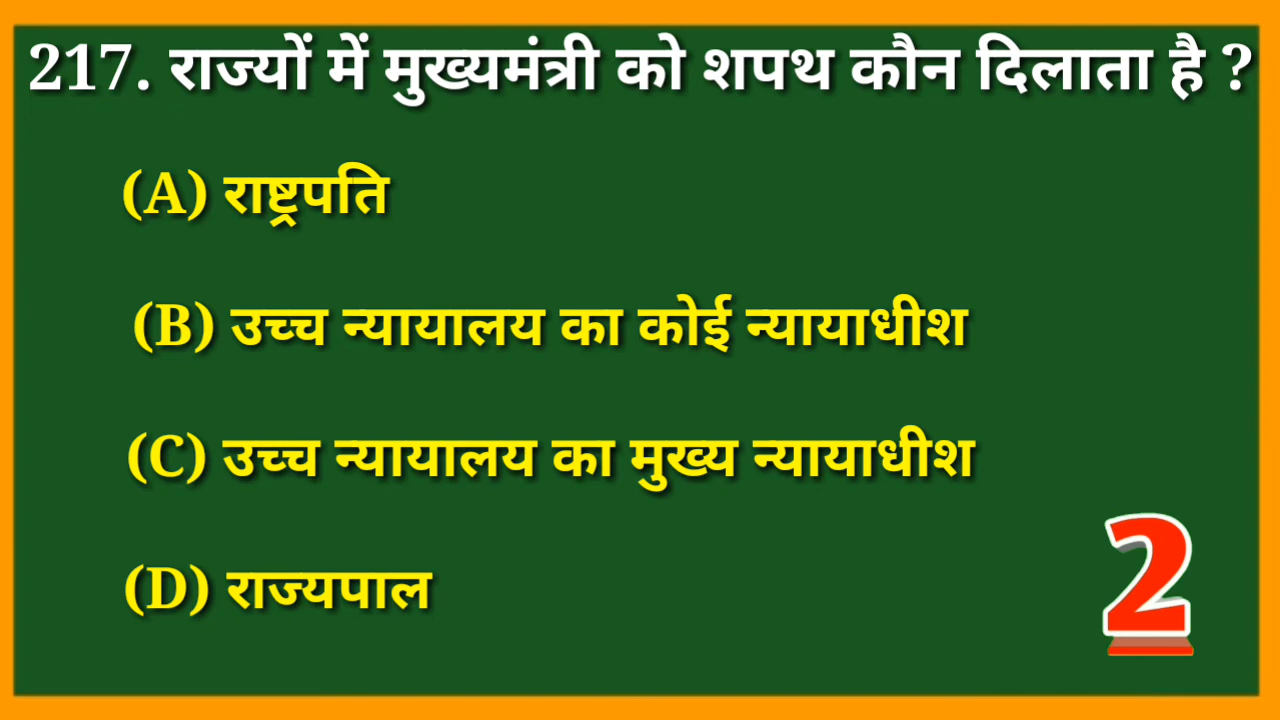 217. राज्यों में मुख्यमंत्री को शपथ कौन दिलाता है ?
(A) राष्ट्रपति
(B) उच्च न्यायालय का कोई न्यायाधीश
(C) उच्च न्यायालय का मुख्य न्यायाधीश
(D) राज्यपाल
2